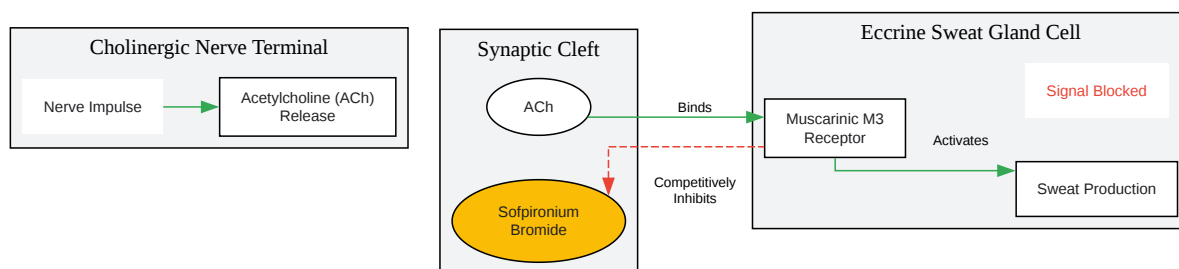 Cholinergic Nerve Terminal
Nerve Impulse
Acetylcholine (ACh)
Release
Synaptic Cleft
ACh
Sofpironium
Bromide
Binds
Competitively
Inhibits
Eccrine Sweat Gland Cell
Signal Blocked
Muscarinic M3
Receptor
Activates
Sweat Production